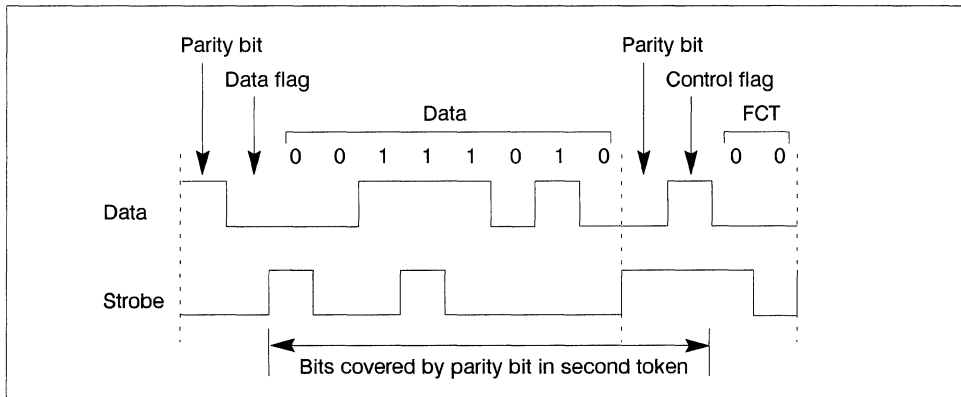 Parity bit Parity bit
Data flag Control flag
Data FCT
0 0 1 1 1 0 1 0 0 0
Data
Strobe
Bits covered by parity bit in second token